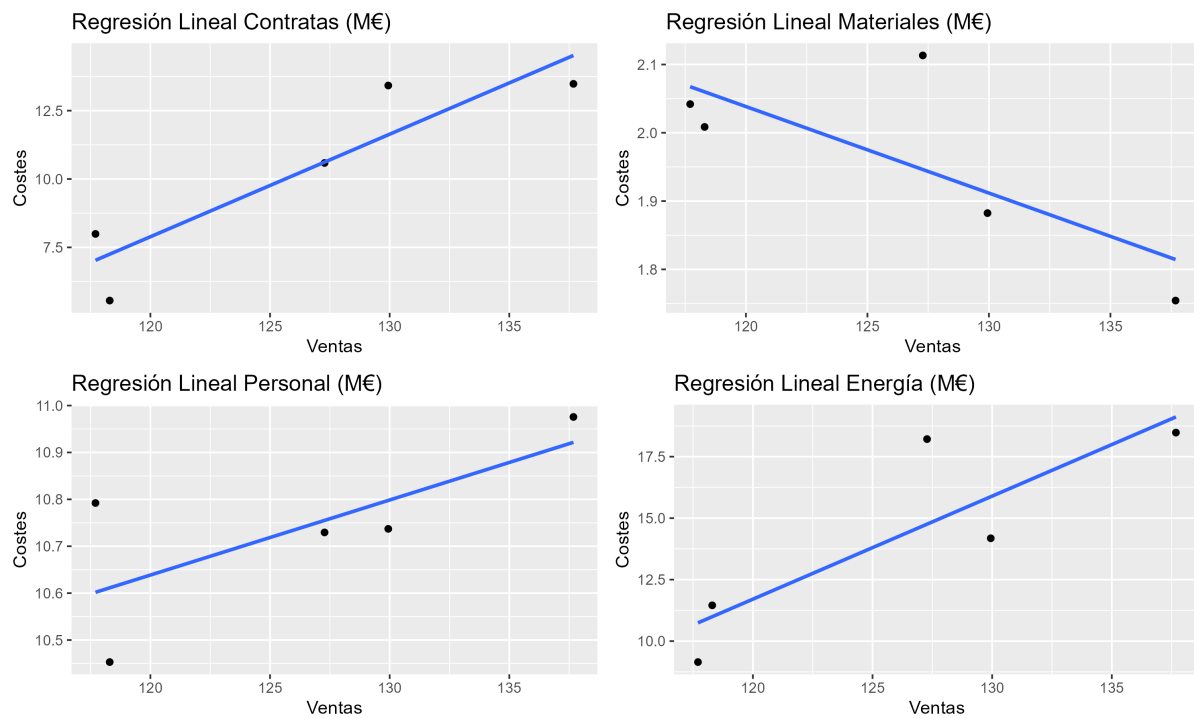 Regresión Lineal Contratas (M€)
Costes
12.5
10.0
7.5
120
125
130
135
Ventas
Regresión Lineal Materiales (M€)
Costes
2.1
2.0
1.9
1.8
120
125
130
135
Ventas
Regresión Lineal Personal (M€)
Costes
11.0
10.9
10.8
10.7
10.6
10.5
120
125
130
135
Ventas
Regresión Lineal Energía (M€)
Costes
17.5
15.0
12.5
10.0
120
125
130
135
Ventas